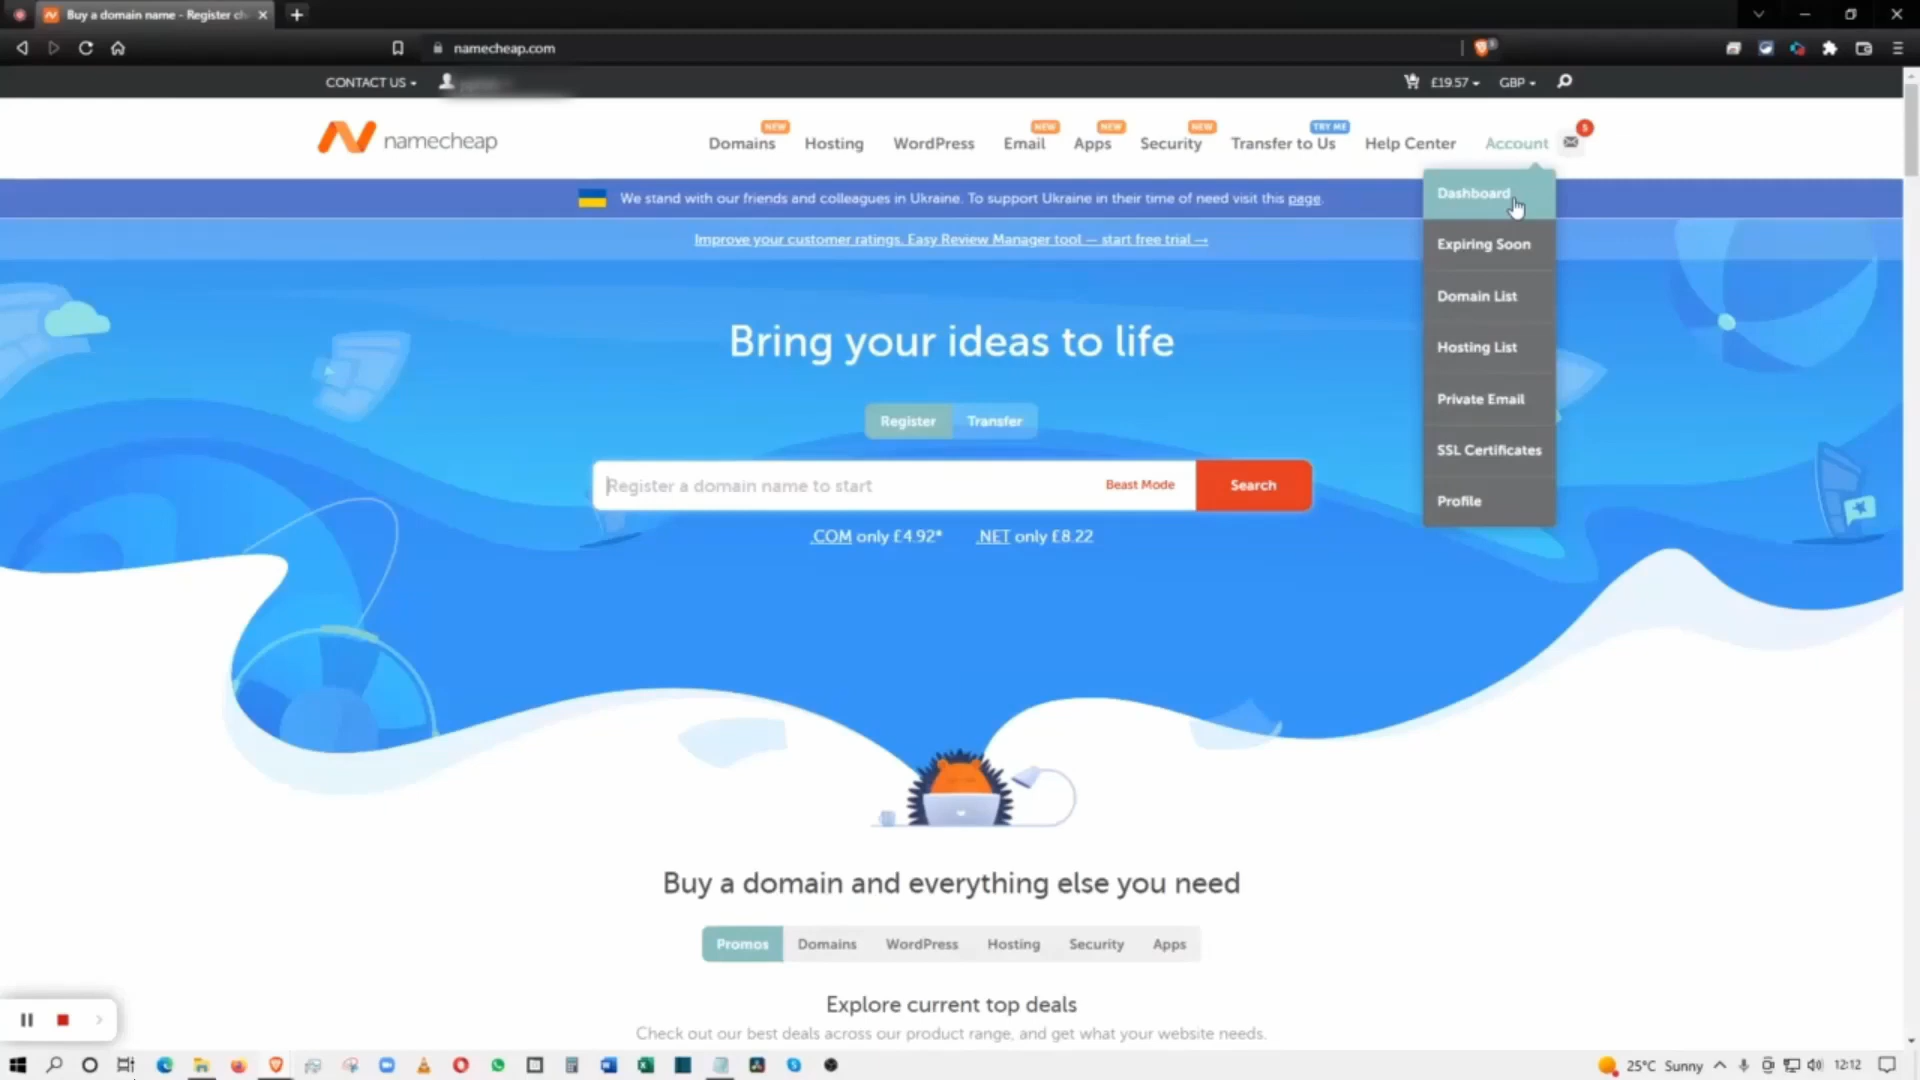 Buy a domain name - Register ch
namecheap.com
CONTACT US
£19.57
GBP
namecheap
NEW
Domains
Hosting
WordPress
NEW
Email
NEW
Apps
NEW
Security
TRY ME
Transfer to Us
Help Center
Account
5
We stand with our friends and colleagues in Ukraine. To support Ukraine in their time of need visit this page.
Improve your customer ratings. Easy Review Manager tool — start free trial →
Dashboard
Expiring Soon
Domain List
Hosting List
Private Email
SSL Certificates
Profile
Bring your ideas to life
Register
Transfer
Register a domain name to start
Beast Mode
Search
.COM only £4.92*
.NET only £8.22
Buy a domain and everything else you need
Promos
Domains
WordPress
Hosting
Security
Apps
Explore current top deals
Check out our best deals across our product range, and get what your website needs.
25°C Sunny
12:12